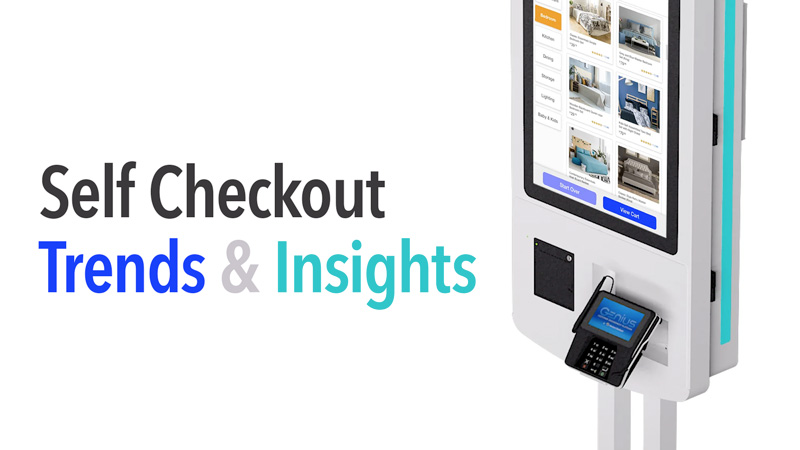 Self Checkout
Trends & Insights
Bedroom
Kitchen
Dining
Storage
Lighting
Baby & Kids
Start Over
View Cart
Genius